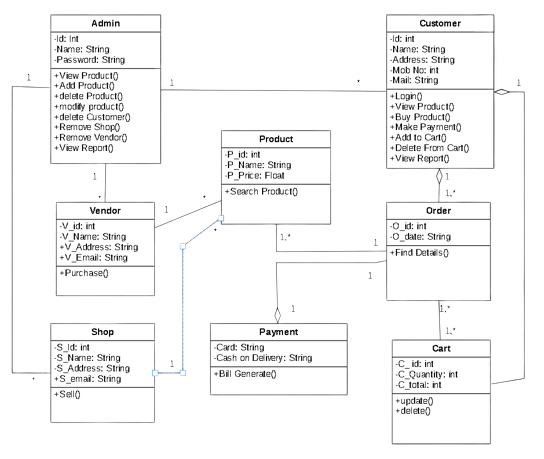 Admin
-Id: Int
-Name: String
-Password: String
+View Product()
+Add Product()
+delete Product()
+modify product()
+delete Customer()
+Remove Shop()
+Remove Vendor()
+View Report()
Customer
-Id: int
-Name: String
-Address: String
-Mob No: int
-Mail: String
+Login()
+View Product()
+Buy Product()
+Make Payment()
+Add to Cart()
+Delete From Cart()
+View Report()
1
1
*
1
Product
-P_id: int
-P_Name: String
-P_Price: Float
+Search Product()
1
*
1
*
*
1
1,*
Vendor
-V_id: int
-V_Name: String
+V_Address: String
+V_Email: String
+Purchase()
Order
-O_id: int
-O_date: String
+Find Details()
1,*
1
1
1
1,*
1,*
Shop
-S_Id: int
-S_Name: String
-S_Address: String
+S_email: String
+Sell()
1
*
Payment
-Card: String
-Cash on Delivery: String
+Bill Generate()
Cart
-C_ id: int
-C_Quantity: int
-C_total: int
+update()
+delete()